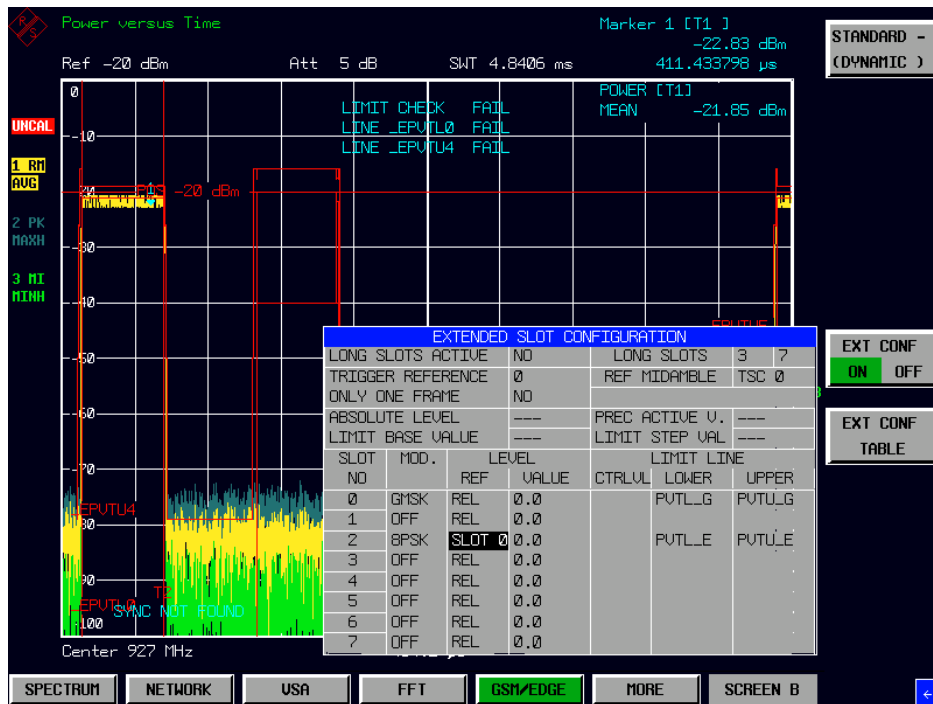 R/S
Power versus Time
Marker 1 [T1 ]
-22.83 dBm
Ref -20 dBm Att 5 dB SWT 4.8406 ms 411.433798 µs
STANDARD -
(DYNAMIC )
0
LIMIT CHECK FAIL
LINE _EPVTL0 FAIL
LINE _EPVTU4 FAIL
POWER [T1]
MEAN -21.85 dBm
UNCAL
-10
1 RM
AVG
-20 dBm
2 PK
MAXH
-30
3 MI
MINH
-40
-50
-60
-70
EPVTU4
EXTENDED SLOT CONFIGURATION
LONG SLOTS ACTIVE NO LONG SLOTS 3 7
TRIGGER REFERENCE 0 REF MIDAMBLE TSC 0
ONLY ONE FRAME NO
ABSOLUTE LEVEL --- PREC ACTIVE V. ---
LIMIT BASE VALUE --- LIMIT STEP VAL ---
SLOT MOD. LEVEL LIMIT LINE
NO REF VALUE CTRLVL LOWER UPPER
0 GMSK REL 0.0 PVTL_G PVTU_G
1 OFF REL 0.0
2 8PSK SLOT 0 0.0 PVTL_E PVTU_E
3 OFF REL 0.0
4 OFF REL 0.0
5 OFF REL 0.0
6 OFF REL 0.0
7 OFF REL 0.0
EXT CONF
ON OFF
EXT CONF
TABLE
T2
SYNC NOT FOUND
-100
Center 927 MHz
SPECTRUM NETWORK VSA FFT GSM/EDGE MORE SCREEN B
←